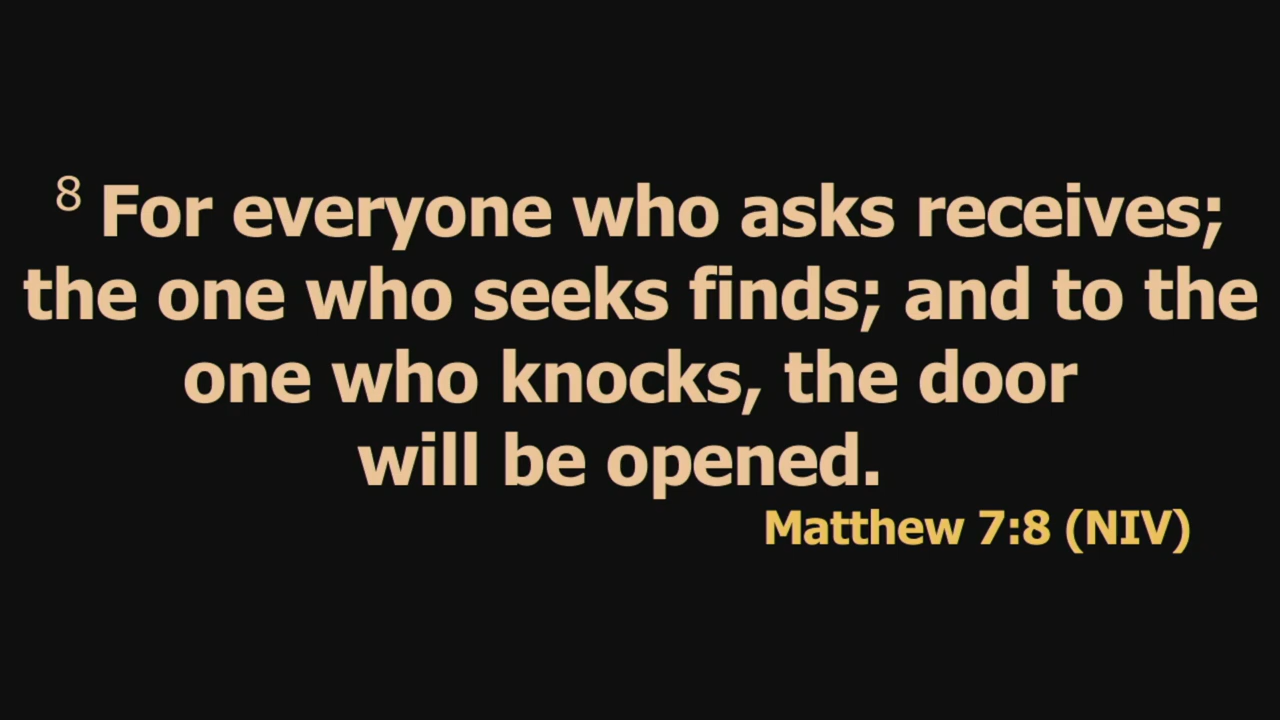 8 For everyone who asks receives;
the one who seeks finds; and to the
one who knocks, the door
will be opened.
Matthew 7:8 (NIV)